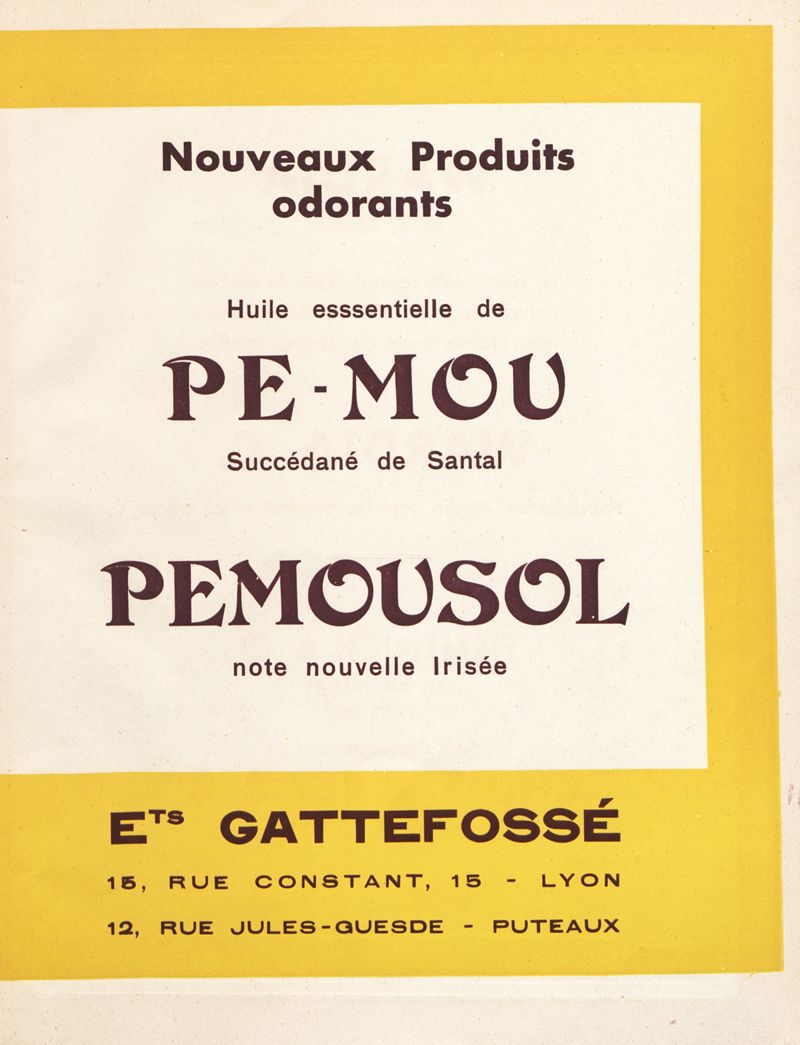 Nouveaux Produits
odorants
Huile esssentielle de
PE-MOU
Succédané de Santal
PEMOUSOL
note nouvelle Irisée
ETS GATTEFOSSÉ
15, RUE CONSTANT, 15 - LYON
12, RUE JULES-GUESDE - PUTEAUX